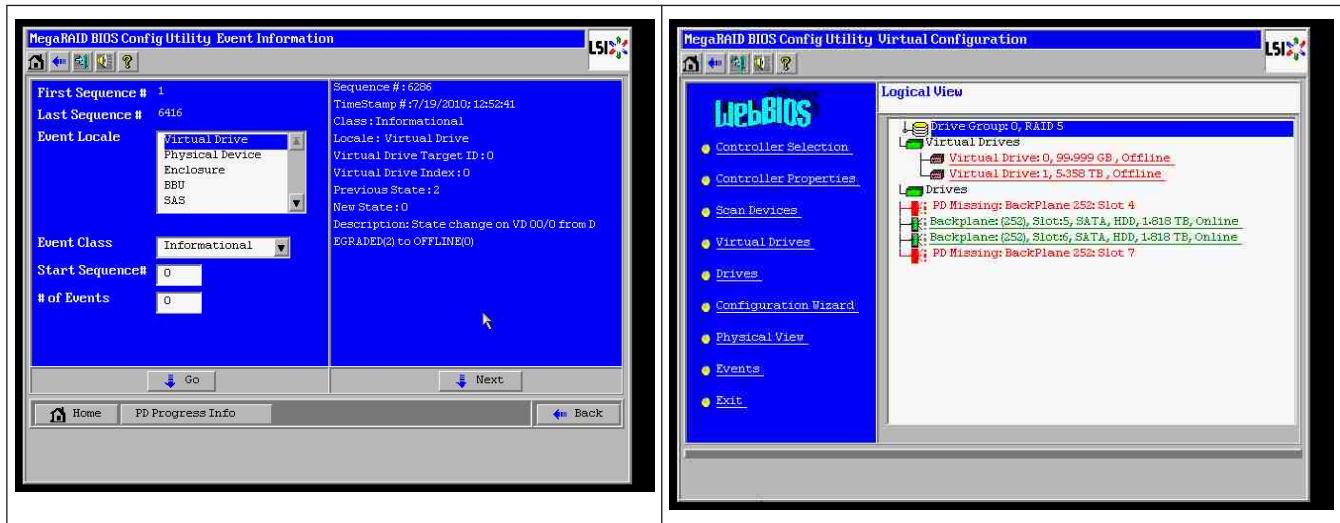 MegaRAID BIOS Config Utility Event Information
LSI
First Sequence # 1
Last Sequence # 6416
Event Locale
Virtual Drive
Physical Device
Enclosure
BBU
SAS
Event Class Informational
Start Sequence# 0
# of Events 0
Go
Sequence #:6286
TimeStamp #:7/19/2010; 12:52:41
Class: Informational
Locale: Virtual Drive
Virtual Drive Target ID:0
Virtual Drive Index:0
Previous State:2
New State:0
Description: State change on VD 00/0 from D
EGRADED(2) to OFFLINE(0)
Next
Home
PD Progress Info
Back
MegaRAID BIOS Config Utility Virtual Configuration
LSI
WebBIOS
Controller Selection
Controller Properties
Scan Devices
Virtual Drives
Drives
Configuration Wizard
Physical View
Events
Exit
Logical View
Drive Group: 0, RAID 5
Virtual Drives
Virtual Drive: 0, 99.999 GB, Offline
Virtual Drive: 1, 5.358 TB, Offline
Drives
PD Missing: BackPlane 252: Slot 4
Backplane: (252), Slot:5, SATA, HDD, 1.818 TB, Online
Backplane: (252), Slot:6, SATA, HDD, 1.818 TB, Online
PD Missing: BackPlane 252: Slot 7